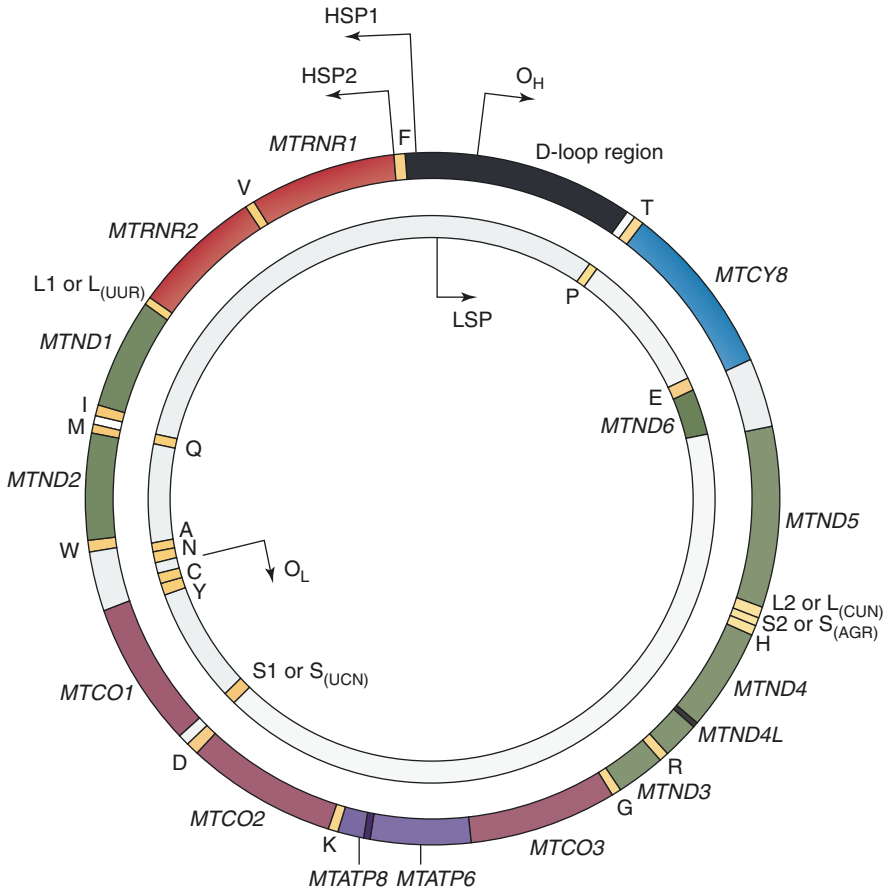 HSP1
HSP2
OH
F
MTRNR1
D-loop region
V
T
MTRNR2
MTCY8
L1 or L(UUR)
P
LSP
MTND1
E
I
MTND6
M
Q
MTND2
MTND5
A
W
N
OL
C
Y
L2 or L(CUN)
S2 or S(AGR)
H
S1 or S(UCN)
MTND4
MTCO1
MTND4L
D
R
MTND3
G
MTCO2
K
MTCO3
MTATP8 MTATP6